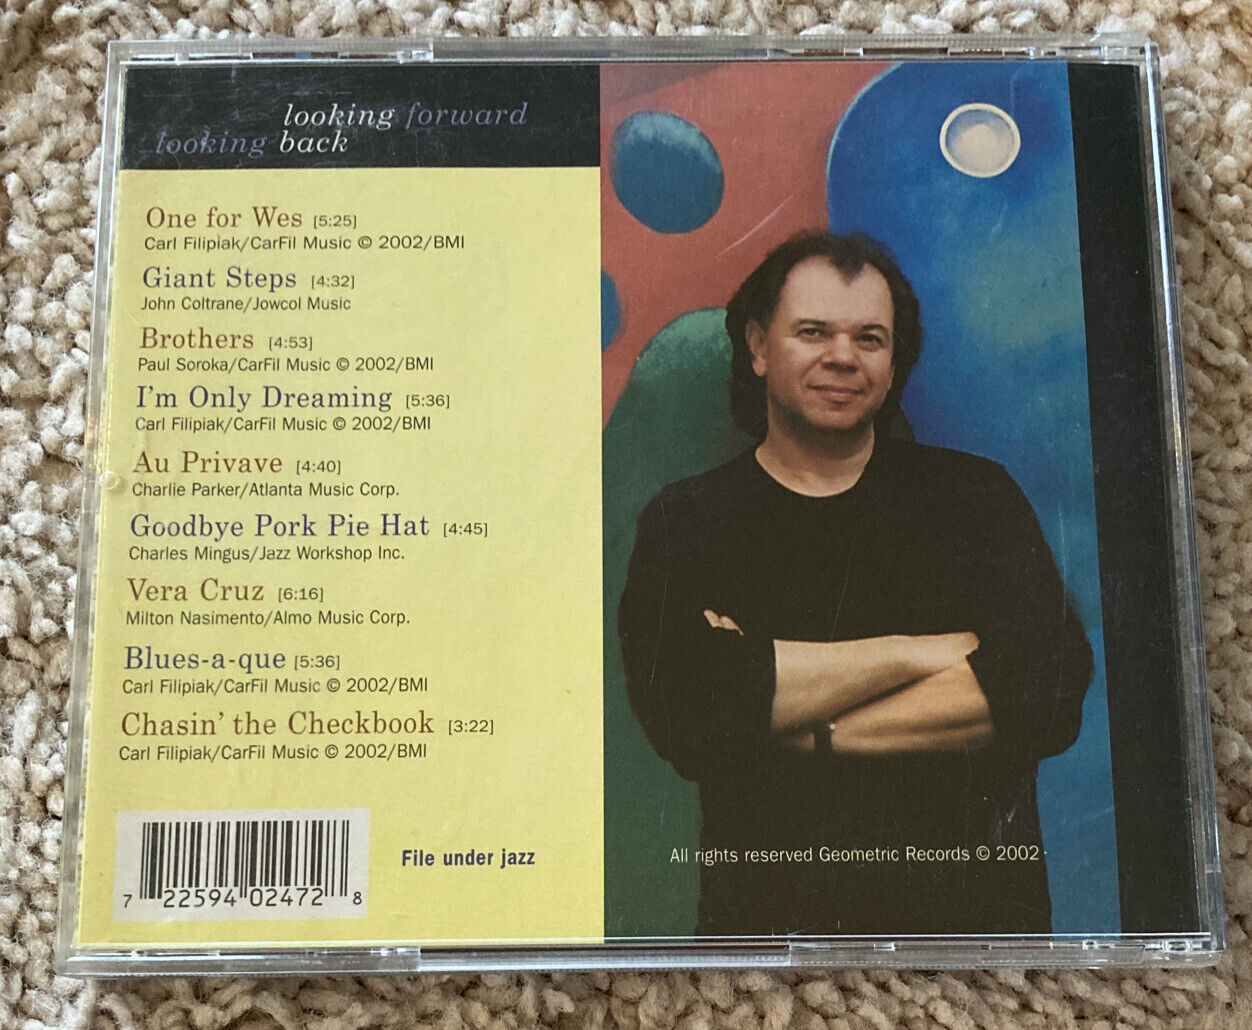 looking forward
looking back
One for Wes [5:25]
Carl Filipiak/CarFil Music © 2002/BMI
Giant Steps [4:32]
John Coltrane/Jowcol Music
Brothers [4:53]
Paul Soroka/CarFil Music © 2002/BMI
I'm Only Dreaming [5:36]
Carl Filipiak/CarFil Music © 2002/BMI
Au Privave [4:40]
Charlie Parker/Atlanta Music Corp.
Goodbye Pork Pie Hat [4:45]
Charles Mingus/Jazz Workshop Inc.
Vera Cruz [6:16]
Milton Nasimento/Almo Music Corp.
Blues-a-que [5:36]
Carl Filipiak/CarFil Music © 2002/BMI
Chasin' the Checkbook [3:22]
Carl Filipiak/CarFil Music © 2002/BMI
7 22594 02472 8
File under jazz
All rights reserved Geometric Records © 2002